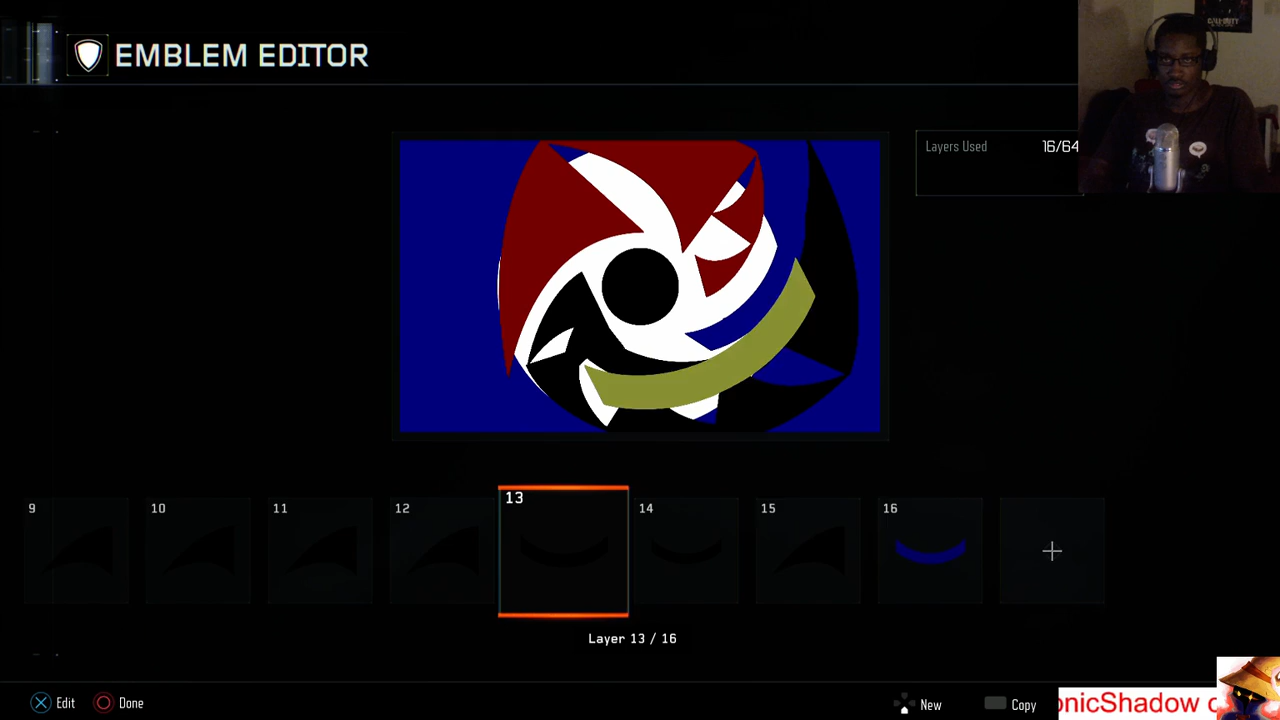 EMBLEM EDITOR
Layers Used 16/64
9 10 11 12 13 14 15 16
Layer 13 / 16
Edit Done New Copy
onicShadow